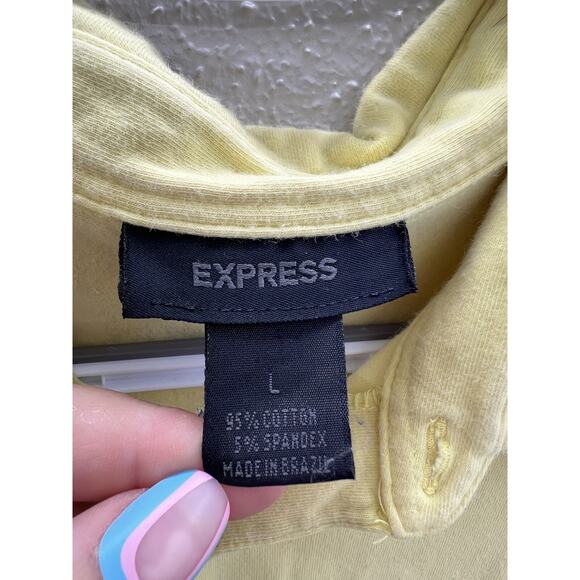 EXPRESS
L
95% COTTON
5% SPANDEX
MADE IN BRAZIL